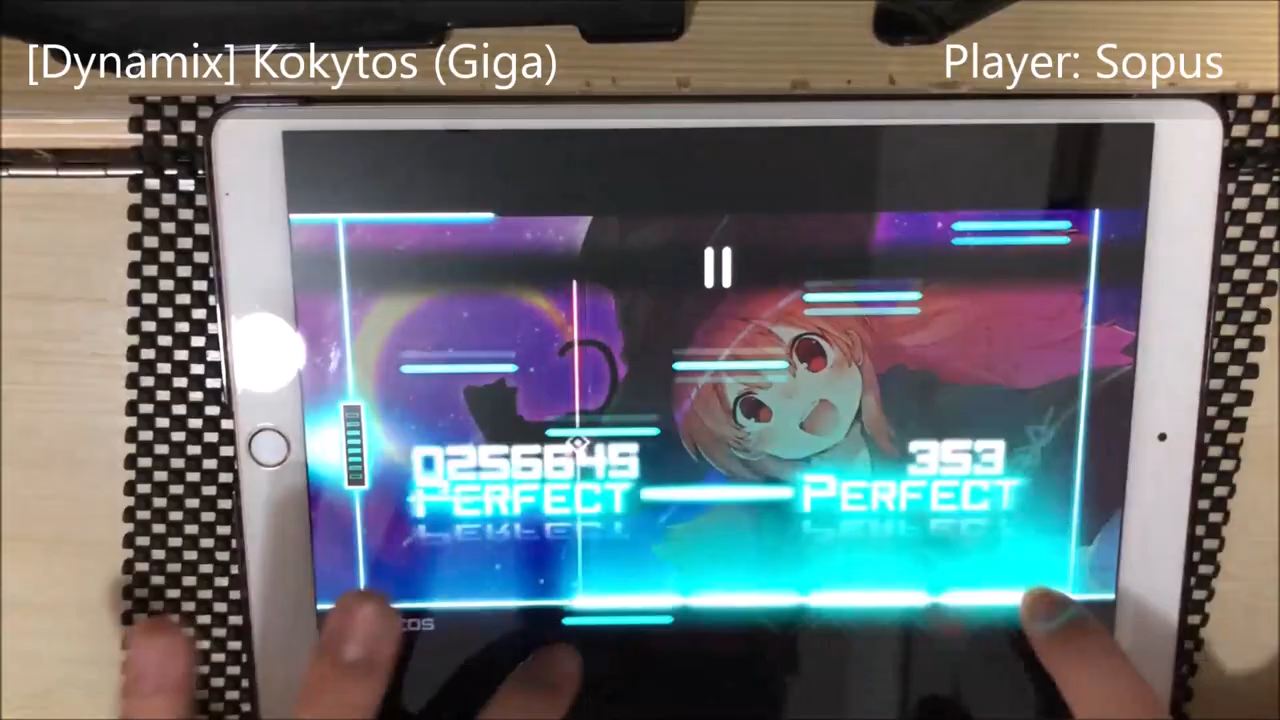 [Dynamix] Kokytos (Giga)
Player: Sopus
0256645
353
PERFECT
PERFECT